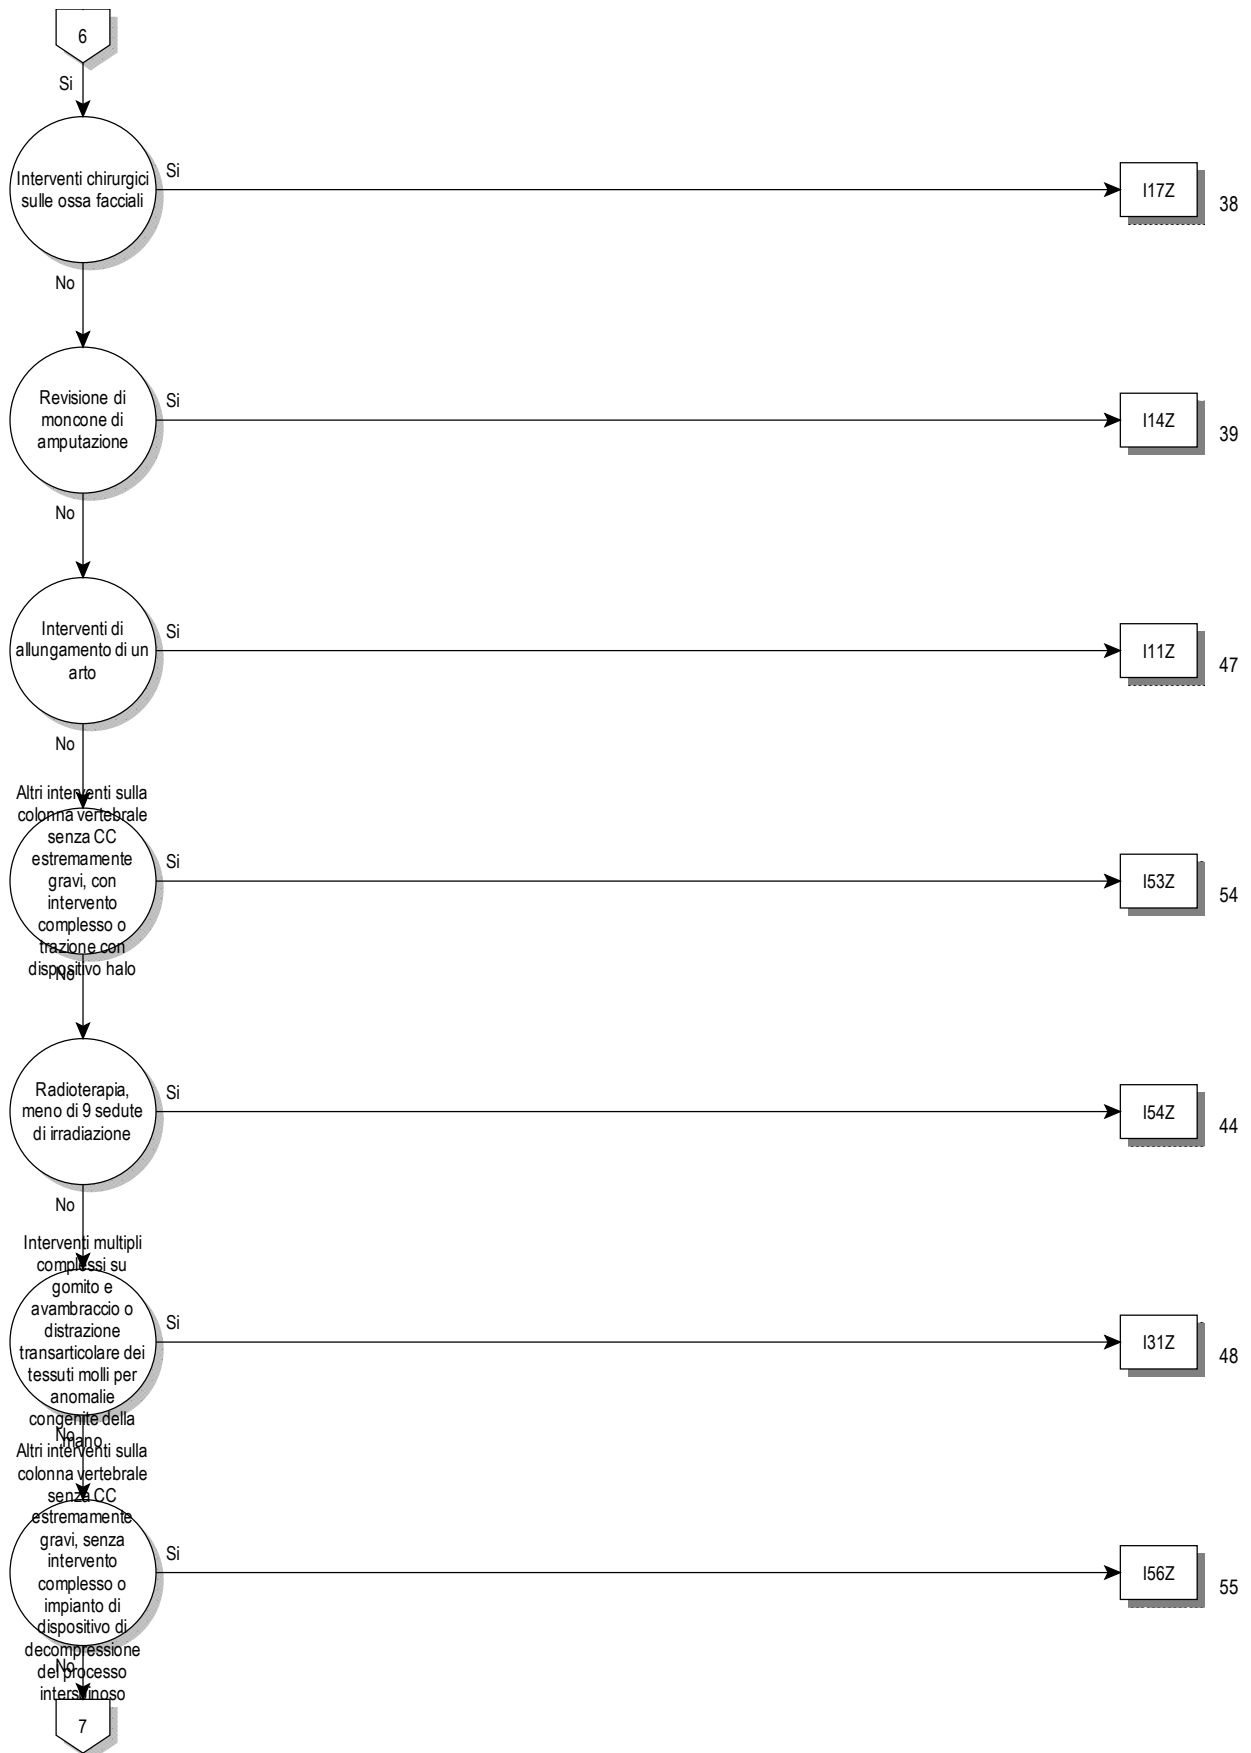 6
Si
Interventi chirurgici
sulle ossa facciali
Si
I17Z
38
No
Revisione di
moncone di
amputazione
Si
I14Z
39
No
Interventi di
allungamento di un
arto
Si
I11Z
47
No
Altri interventi sulla
colonna vertebrale
senza CC
estremamente
gravi, con
intervento
complesso o
trazione con
dispositivo halo
Si
I53Z
54
No
Radioterapia,
meno di 9 sedute
di irradiazione
Si
I54Z
44
No
Interventi multipli
complessi su
gomito e
avambraccio o
distrazione
transarticolare dei
tessuti molli per
anomalie
congenite della
mano
Si
I31Z
48
No
Altri interventi sulla
colonna vertebrale
senza CC
estremamente
gravi, senza
intervento
complesso o
impianto di
dispositivo di
decompressione
del processo
interspinoso
Si
I56Z
55
No
7